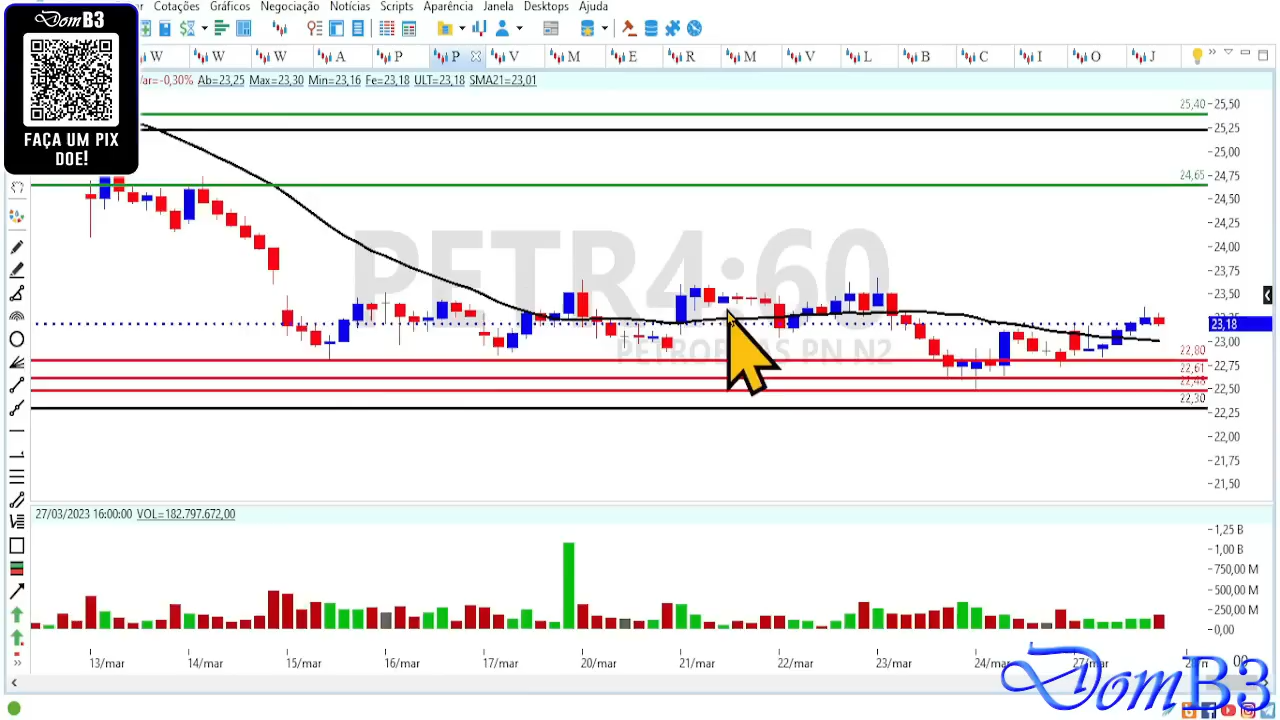 Cotações Gráficos Negociação Notícias Scripts Aparência Janela Desktops Ajuda
DomB3
W W W A P P V M E R M V L B C I O J
Var=-0,30% Ab=23,25 Max=23,30 Min=23,16 Fe=23,18 ULT=23,18 SMA21=23,01
FAÇA UM PIX
DOE!
25,40
25,50
25,25
25,00
24,65
24,75
24,50
24,25
24,00
PETR4:60
23,75
23,50
23,18
PETROBRAS PN N2
23,00
22,80
22,75
22,61
22,48
22,50
22,30
22,25
22,00
21,75
21,50
27/03/2023 16:00:00 VOL=182.797.672,00
1,25 B
1,00 B
750,00 M
500,00 M
250,00 M
0,00
13/mar 14/mar 15/mar 16/mar 17/mar 20/mar 21/mar 22/mar 23/mar 24/mar 27/mar
DomB3